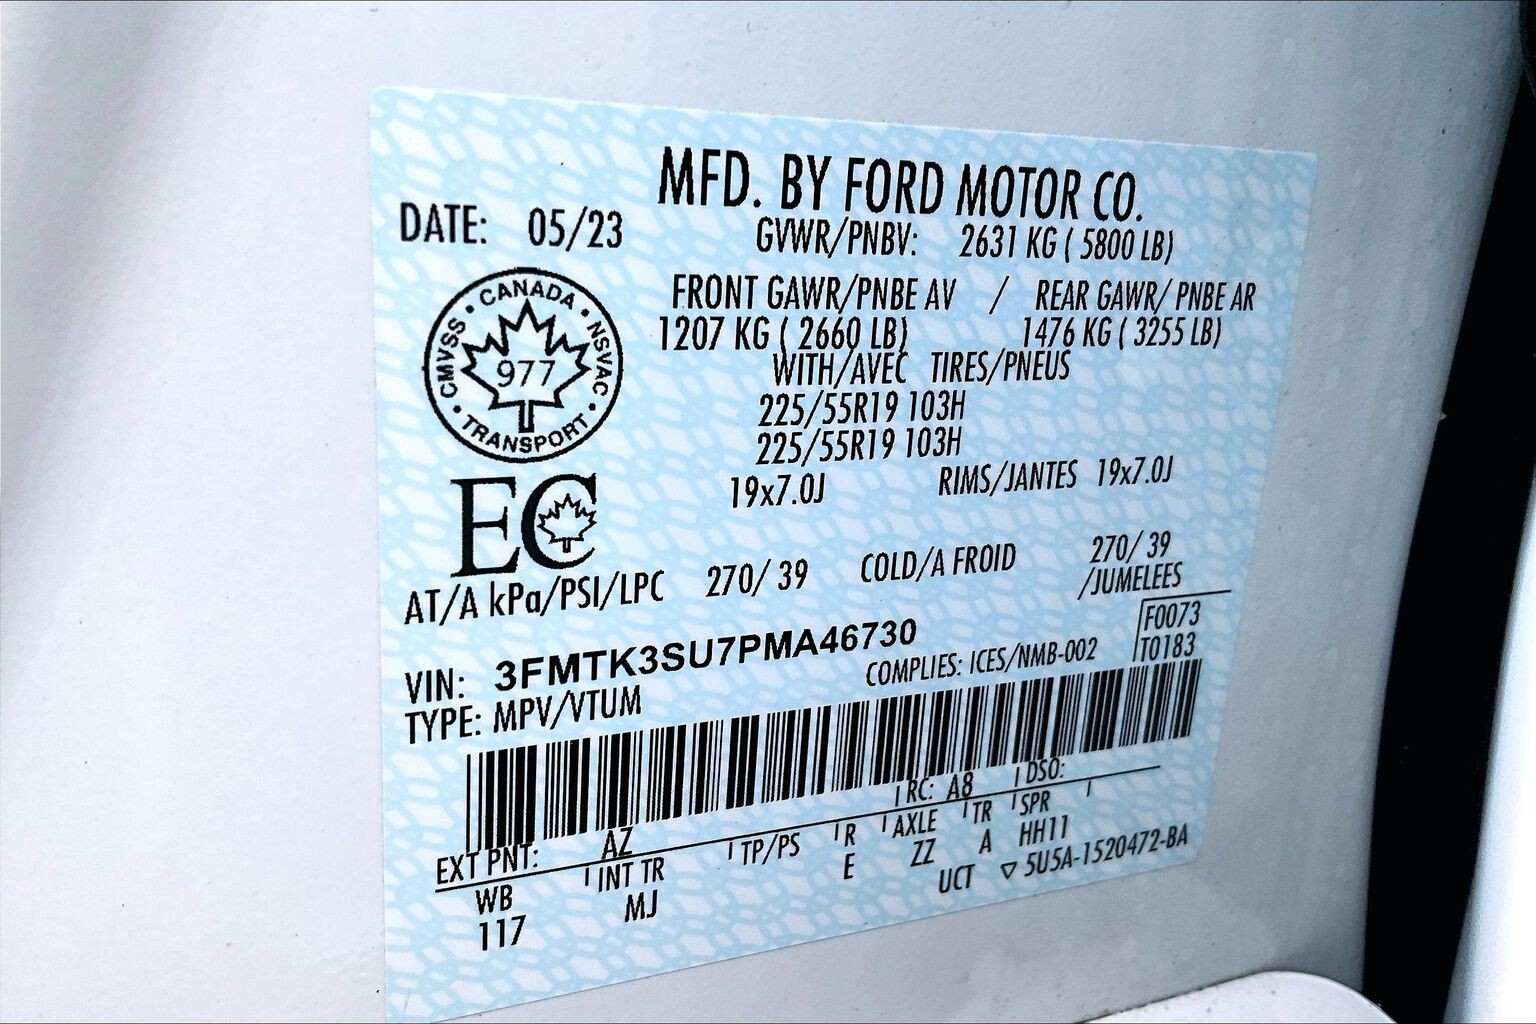 MFD. BY FORD MOTOR CO.
DATE: 05/23
GVWR/PNBV: 2631 KG ( 5800 LB)
FRONT GAWR/PNBE AV / REAR GAWR/ PNBE AR
1207 KG ( 2660 LB) 1476 KG ( 3255 LB)
WITH/AVEC TIRES/PNEUS
225/55R19 103H
225/55R19 103H
19x7.0J RIMS/JANTES 19x7.0J
CANADA • NSVAC • TRANSPORT • CMVSS •
977
EC
AT/A kPa/PSI/LPC 270/ 39 COLD/A FROID 270/ 39
/JUMELEES
VIN: 3FMTK3SU7PMA46730
F0073
T0183
TYPE: MPV/VTUM
COMPLIES: ICES/NMB-002
EXT PNT: AZ RC: A8 DSO:
WB INT TR TP/PS R AXLE TR SPR
117 MJ E ZZ A HH11
UCT ▽ 5U5A-1520472-BA